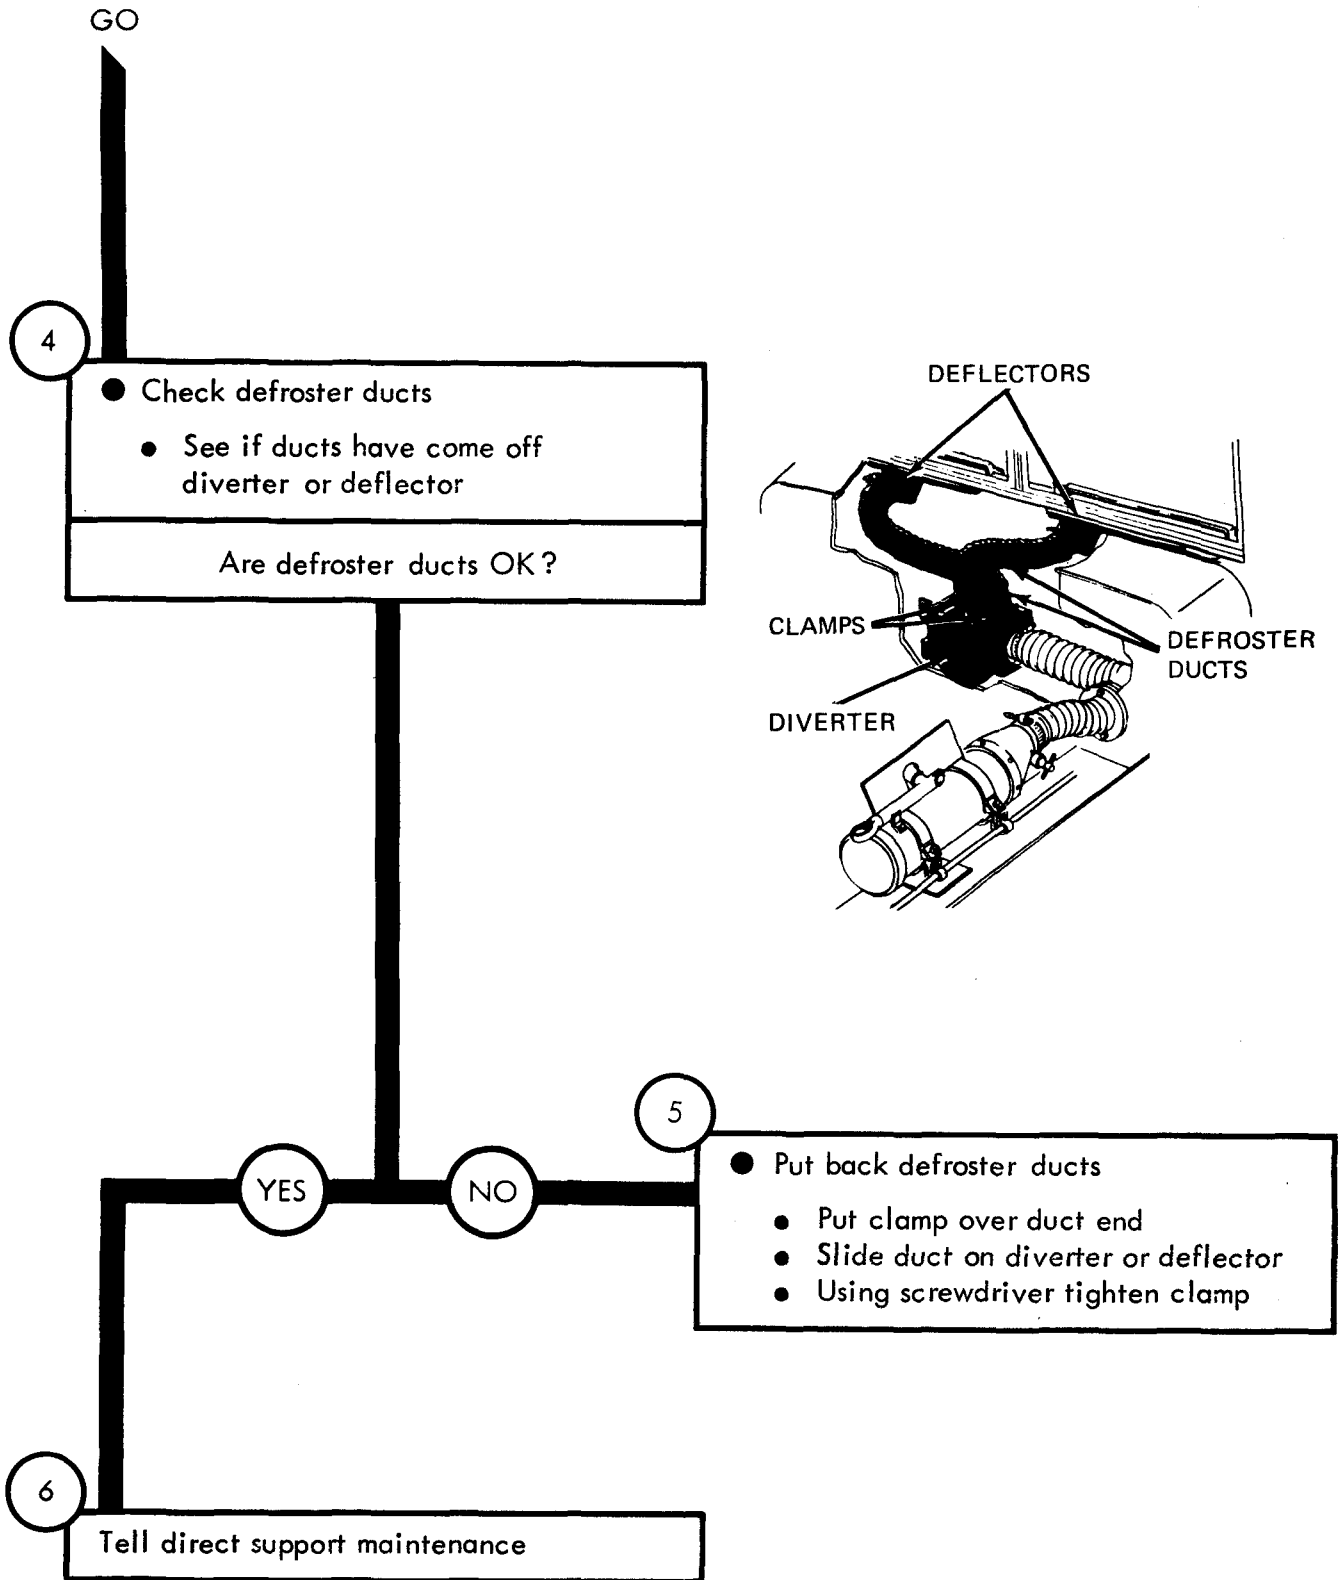 GO
4
● Check defroster ducts
● See if ducts have come off
diverter or deflector
Are defroster ducts OK?
DEFLECTORS
CLAMPS
DEFROSTER
DUCTS
DIVERTER
YES
NO
5
● Put back defroster ducts
● Put clamp over duct end
● Slide duct on diverter or deflector
● Using screwdriver tighten clamp
6
Tell direct support maintenance